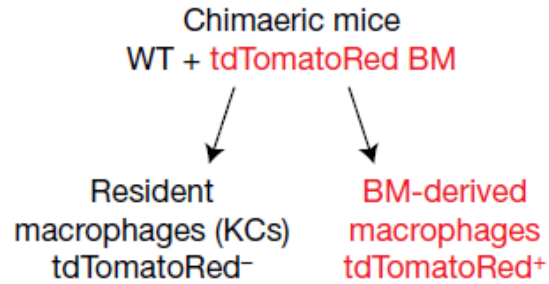 Chimaeric mice
WT + tdTomatoRed BM
Resident
macrophages (KCs)
tdTomatoRed⁻
BM-derived
macrophages
tdTomatoRed⁺